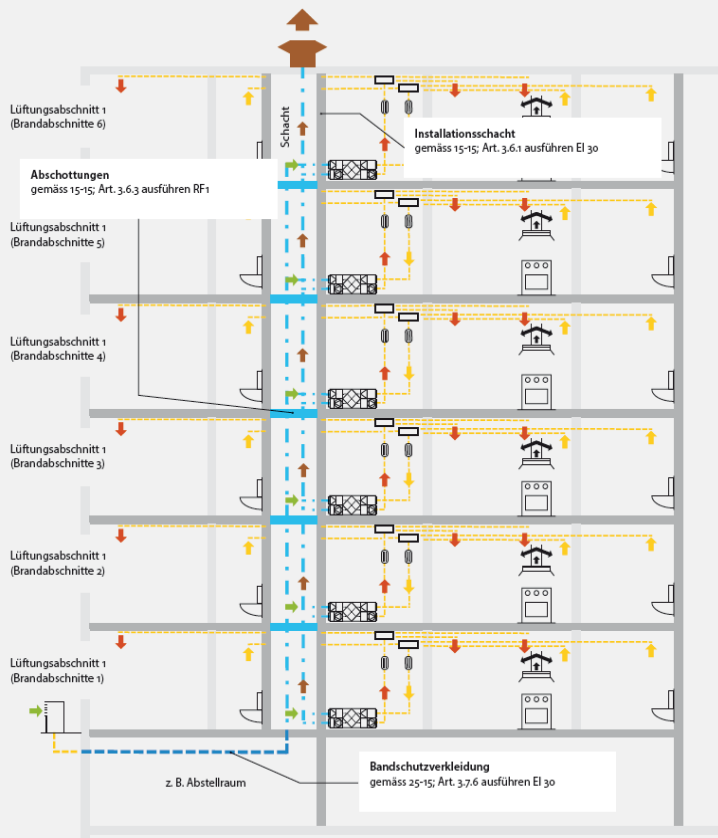 Lüftungsabschnitt 1
(Brandabschnitte 6)
Schacht
Installationsschacht
gemäss 15-15; Art. 3.6.1 ausführen EI 30
Abschottungen
gemäss 15-15; Art. 3.6.3 ausführen RF1
Lüftungsabschnitt 1
(Brandabschnitte 5)
Lüftungsabschnitt 1
(Brandabschnitte 4)
Lüftungsabschnitt 1
(Brandabschnitte 3)
Lüftungsabschnitt 1
(Brandabschnitte 2)
Lüftungsabschnitt 1
(Brandabschnitte 1)
Bandschutzverkleidung
gemäss 25-15; Art. 3.7.6 ausführen EI 30
z. B. Abstellraum